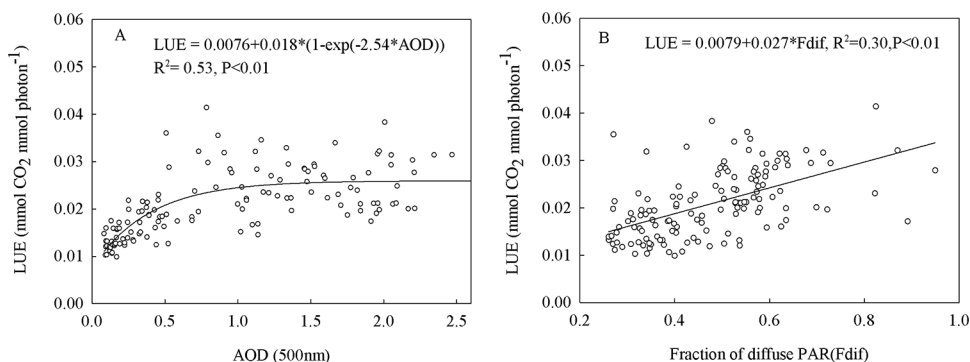 A
LUE = 0.0076+0.018*(1-exp(-2.54*AOD))
R²= 0.53, P<0.01
LUE (mmol CO₂ mmol photon⁻¹)
0.06
0.05
0.04
0.03
0.02
0.01
0.00
0.0 0.5 1.0 1.5 2.0 2.5
AOD (500nm)
B
LUE = 0.0079+0.027*Fdif, R²=0.30,P<0.01
LUE (mmol CO₂ mmol photon⁻¹)
0.06
0.05
0.04
0.03
0.02
0.01
0.00
0.2 0.4 0.6 0.8 1.0
Fraction of diffuse PAR(Fdif)